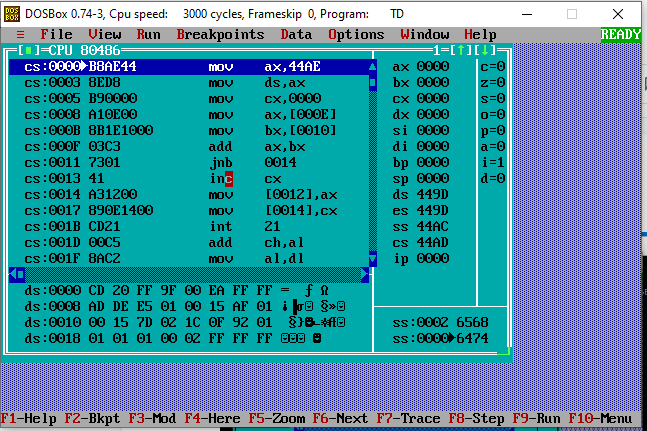 DOSBox 0.74-3, Cpu speed: 3000 cycles, Frameskip 0, Program: TD
≡ File View Run Breakpoints Data Options Window Help READY
[■]=CPU 80486 1=[↑][↓]
cs:0000►B8AE44 mov ax,44AE ax 0000 c=0
cs:0003 8ED8 mov ds,ax bx 0000 z=0
cs:0005 B90000 mov cx,0000 cx 0000 s=0
cs:0008 A10E00 mov ax,[000E] dx 0000 o=0
cs:000B 8B1E1000 mov bx,[0010] si 0000 p=0
cs:000F 03C3 add ax,bx di 0000 a=0
cs:0011 7301 jnb 0014 bp 0000 i=1
cs:0013 41 inc cx sp 0000 d=0
cs:0014 A31200 mov [0012],ax ds 449D
cs:0017 890E1400 mov [0014],cx es 449D
cs:001B CD21 int 21 ss 44AC
cs:001D 00C5 add ch,al cs 44AD
cs:001F 8AC2 mov al,dl ip 0000
ds:0000 CD 20 FF 9F 00 EA FF FF = ƒ Ω
ds:0008 AD DE E5 01 00 15 AF 01 ¡▐σ☺ §»☺
ds:0010 00 15 7D 02 1C 0F 92 01 §}☻∟☼Æ☺ ss:0002 6568
ds:0018 01 01 01 00 02 FF FF FF ☺☺☺ ☻ ss:0000►6474
F1-Help F2-Bkpt F3-Mod F4-Here F5-Zoom F6-Next F7-Trace F8-Step F9-Run F10-Menu